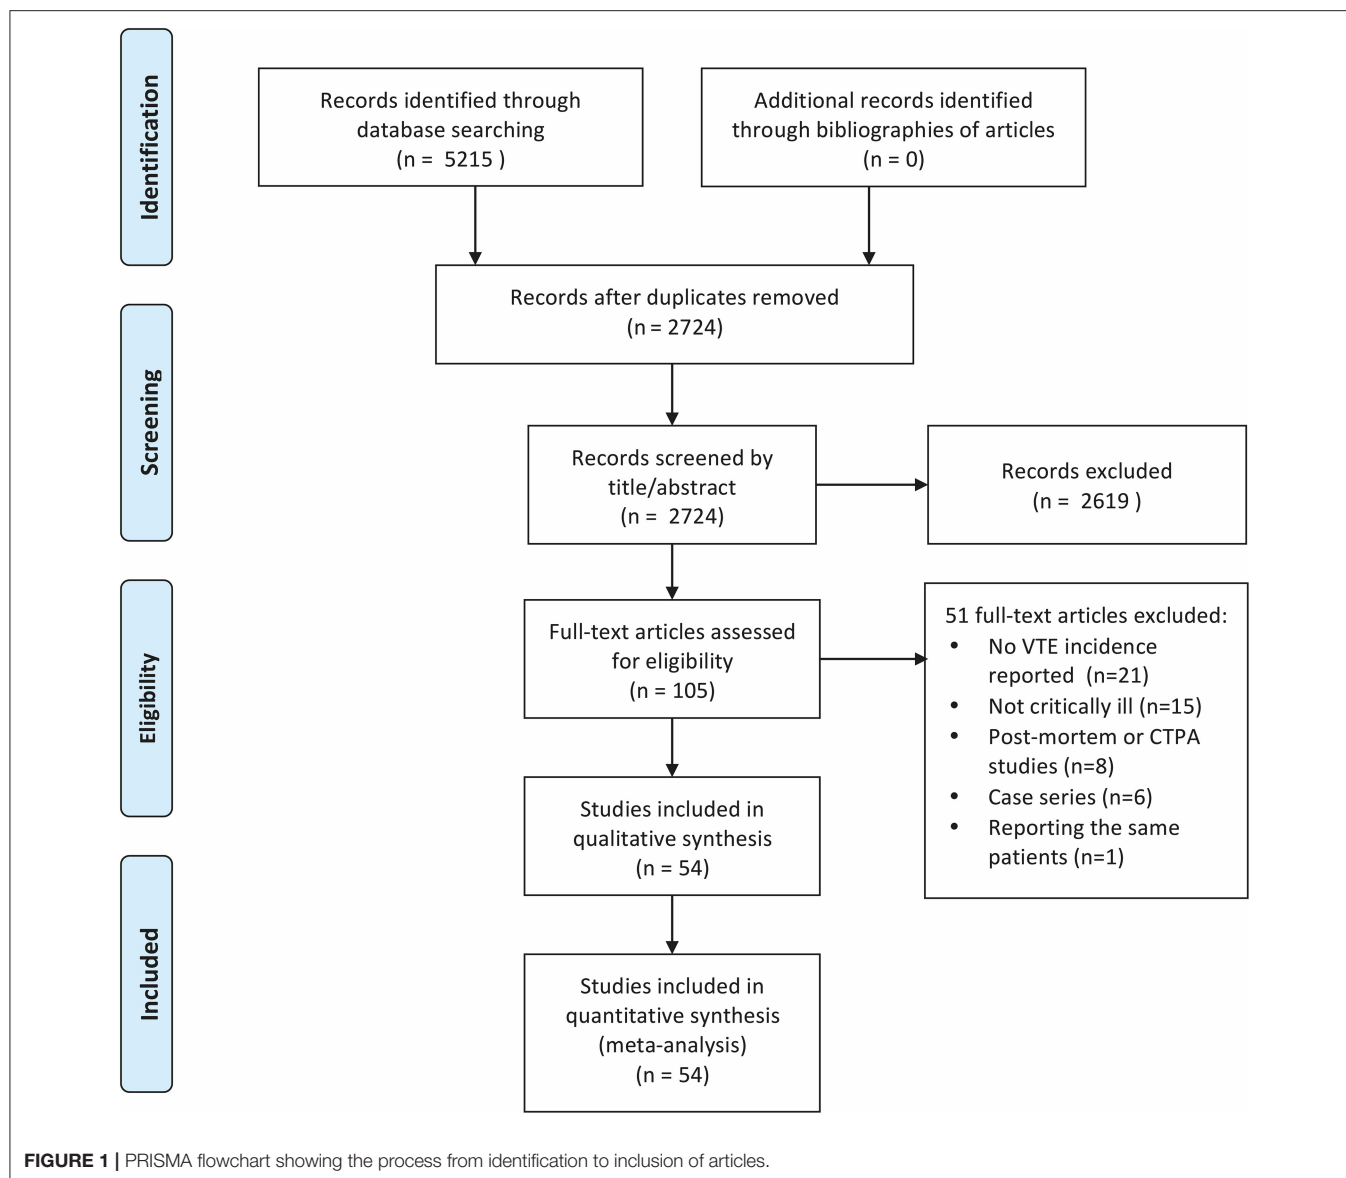 Identification
Records identified through
database searching
(n = 5215 )
Additional records identified
through bibliographies of articles
(n = 0)
Records after duplicates removed
(n = 2724)
Screening
Records screened by
title/abstract
(n = 2724)
Records excluded
(n = 2619 )
Eligibility
Full-text articles assessed
for eligibility
(n = 105)
51 full-text articles excluded:
• No VTE incidence
reported (n=21)
• Not critically ill (n=15)
• Post-mortem or CTPA
studies (n=8)
• Case series (n=6)
• Reporting the same
patients (n=1)
Studies included in
qualitative synthesis
(n = 54)
Included
Studies included in
quantitative synthesis
(meta-analysis)
(n = 54)
FIGURE 1 | PRISMA flowchart showing the process from identification to inclusion of articles.